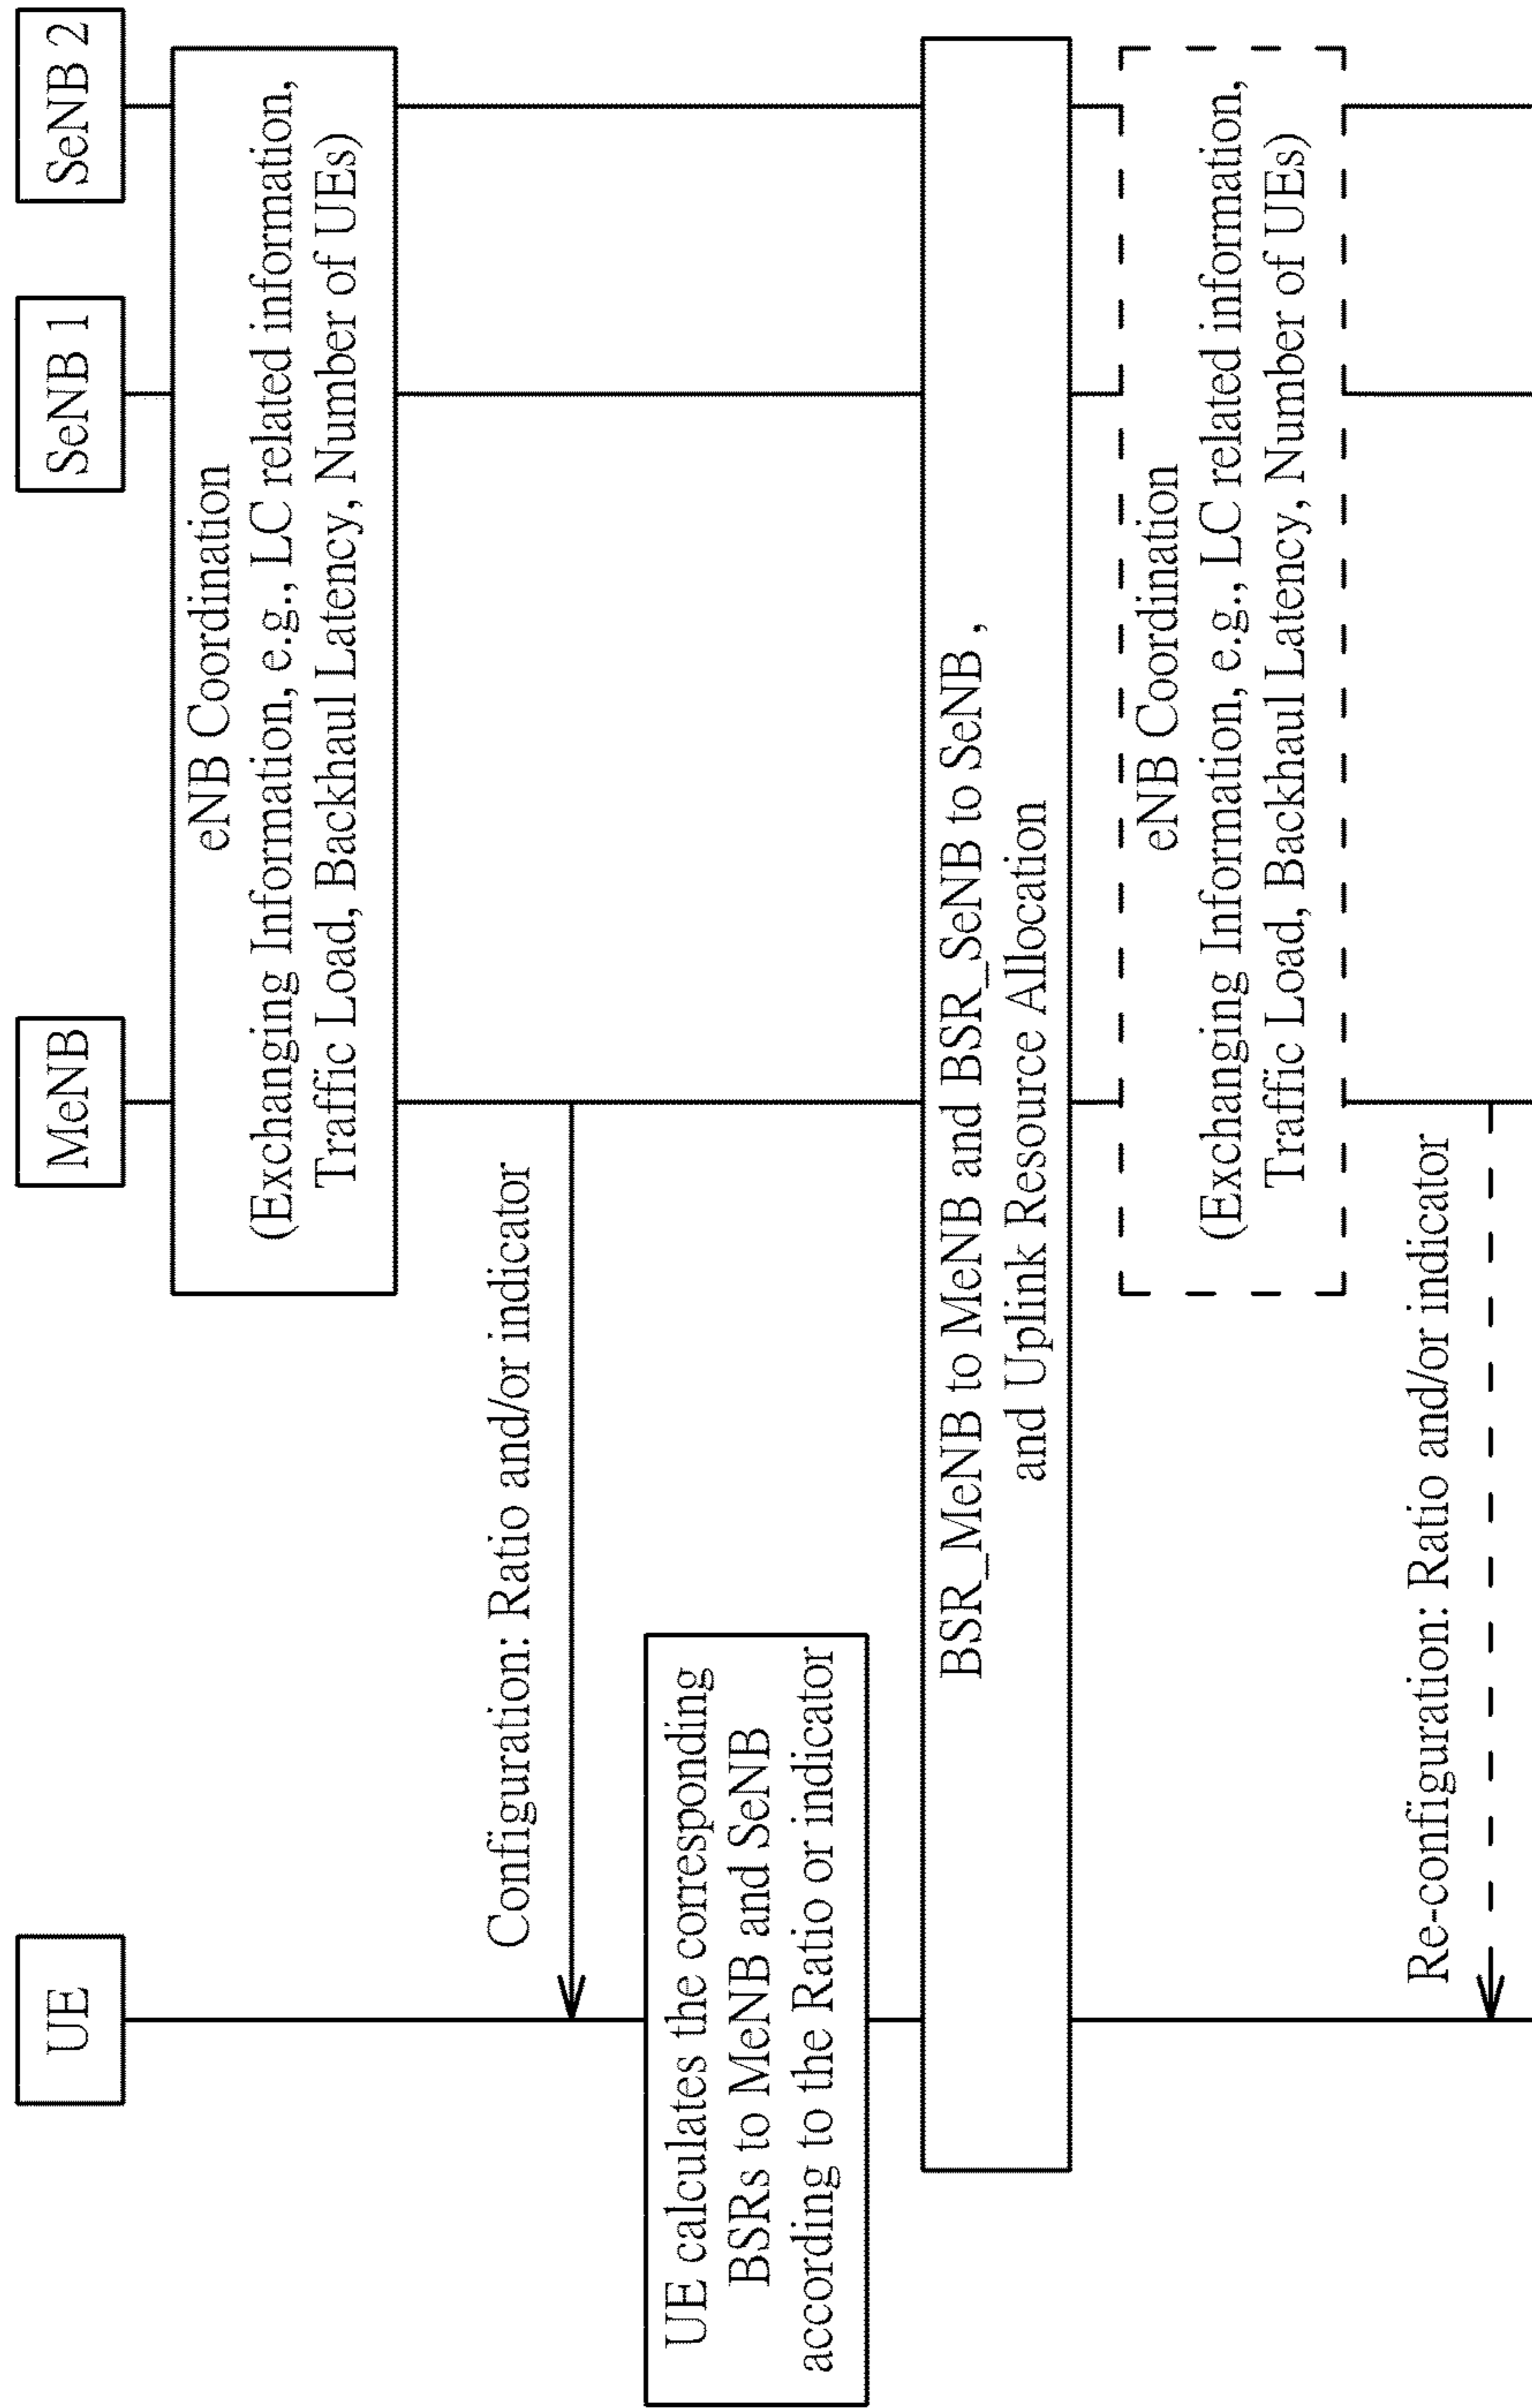 UE
MeNB
SeNB 1
SeNB 2
eNB Coordination
(Exchanging Information, e.g., LC related information,
Traffic Load, Backhaul Latency, Number of UEs)
Configuration: Ratio and/or indicator
UE calculates the corresponding
BSRs to MeNB and SeNB
according to the Ratio or indicator
BSR_MeNB to MeNB and BSR_SeNB to SeNB ,
and Uplink Resource Allocation
eNB Coordination
(Exchanging Information, e.g., LC related information,
Traffic Load, Backhaul Latency, Number of UEs)
Re-configuration: Ratio and/or indicator